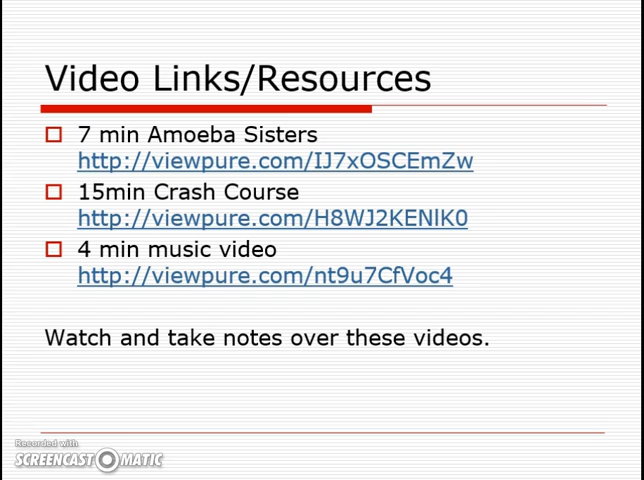 Video Links/Resources
7 min Amoeba Sisters
http://viewpure.com/IJ7xOSCEmZw
15min Crash Course
http://viewpure.com/H8WJ2KENlK0
4 min music video
http://viewpure.com/nt9u7CfVoc4
Watch and take notes over these videos.
Recorded with
SCREENCAST-O-MATIC